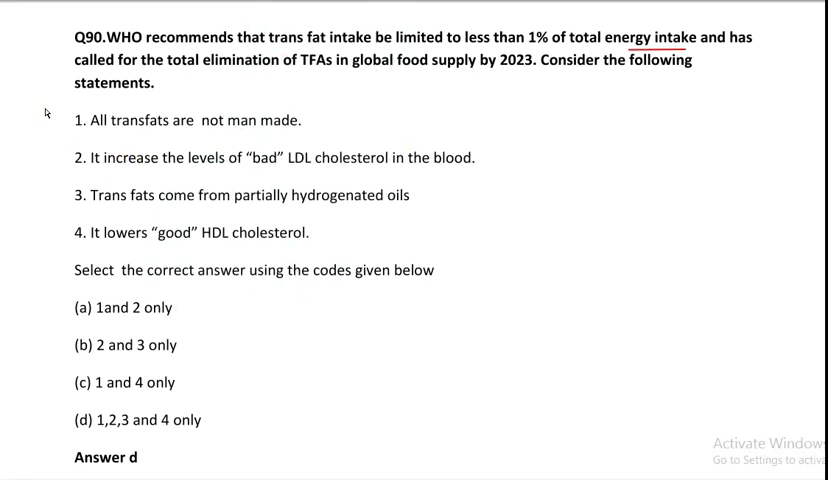 Q90.WHO recommends that trans fat intake be limited to less than 1% of total energy intake and has
called for the total elimination of TFAs in global food supply by 2023. Consider the following
statements.
1. All transfats are not man made.
2. It increase the levels of “bad” LDL cholesterol in the blood.
3. Trans fats come from partially hydrogenated oils
4. It lowers “good” HDL cholesterol.
Select the correct answer using the codes given below
(a) 1and 2 only
(b) 2 and 3 only
(c) 1 and 4 only
(d) 1,2,3 and 4 only
Answer d
Activate Window
Go to Settings to activa